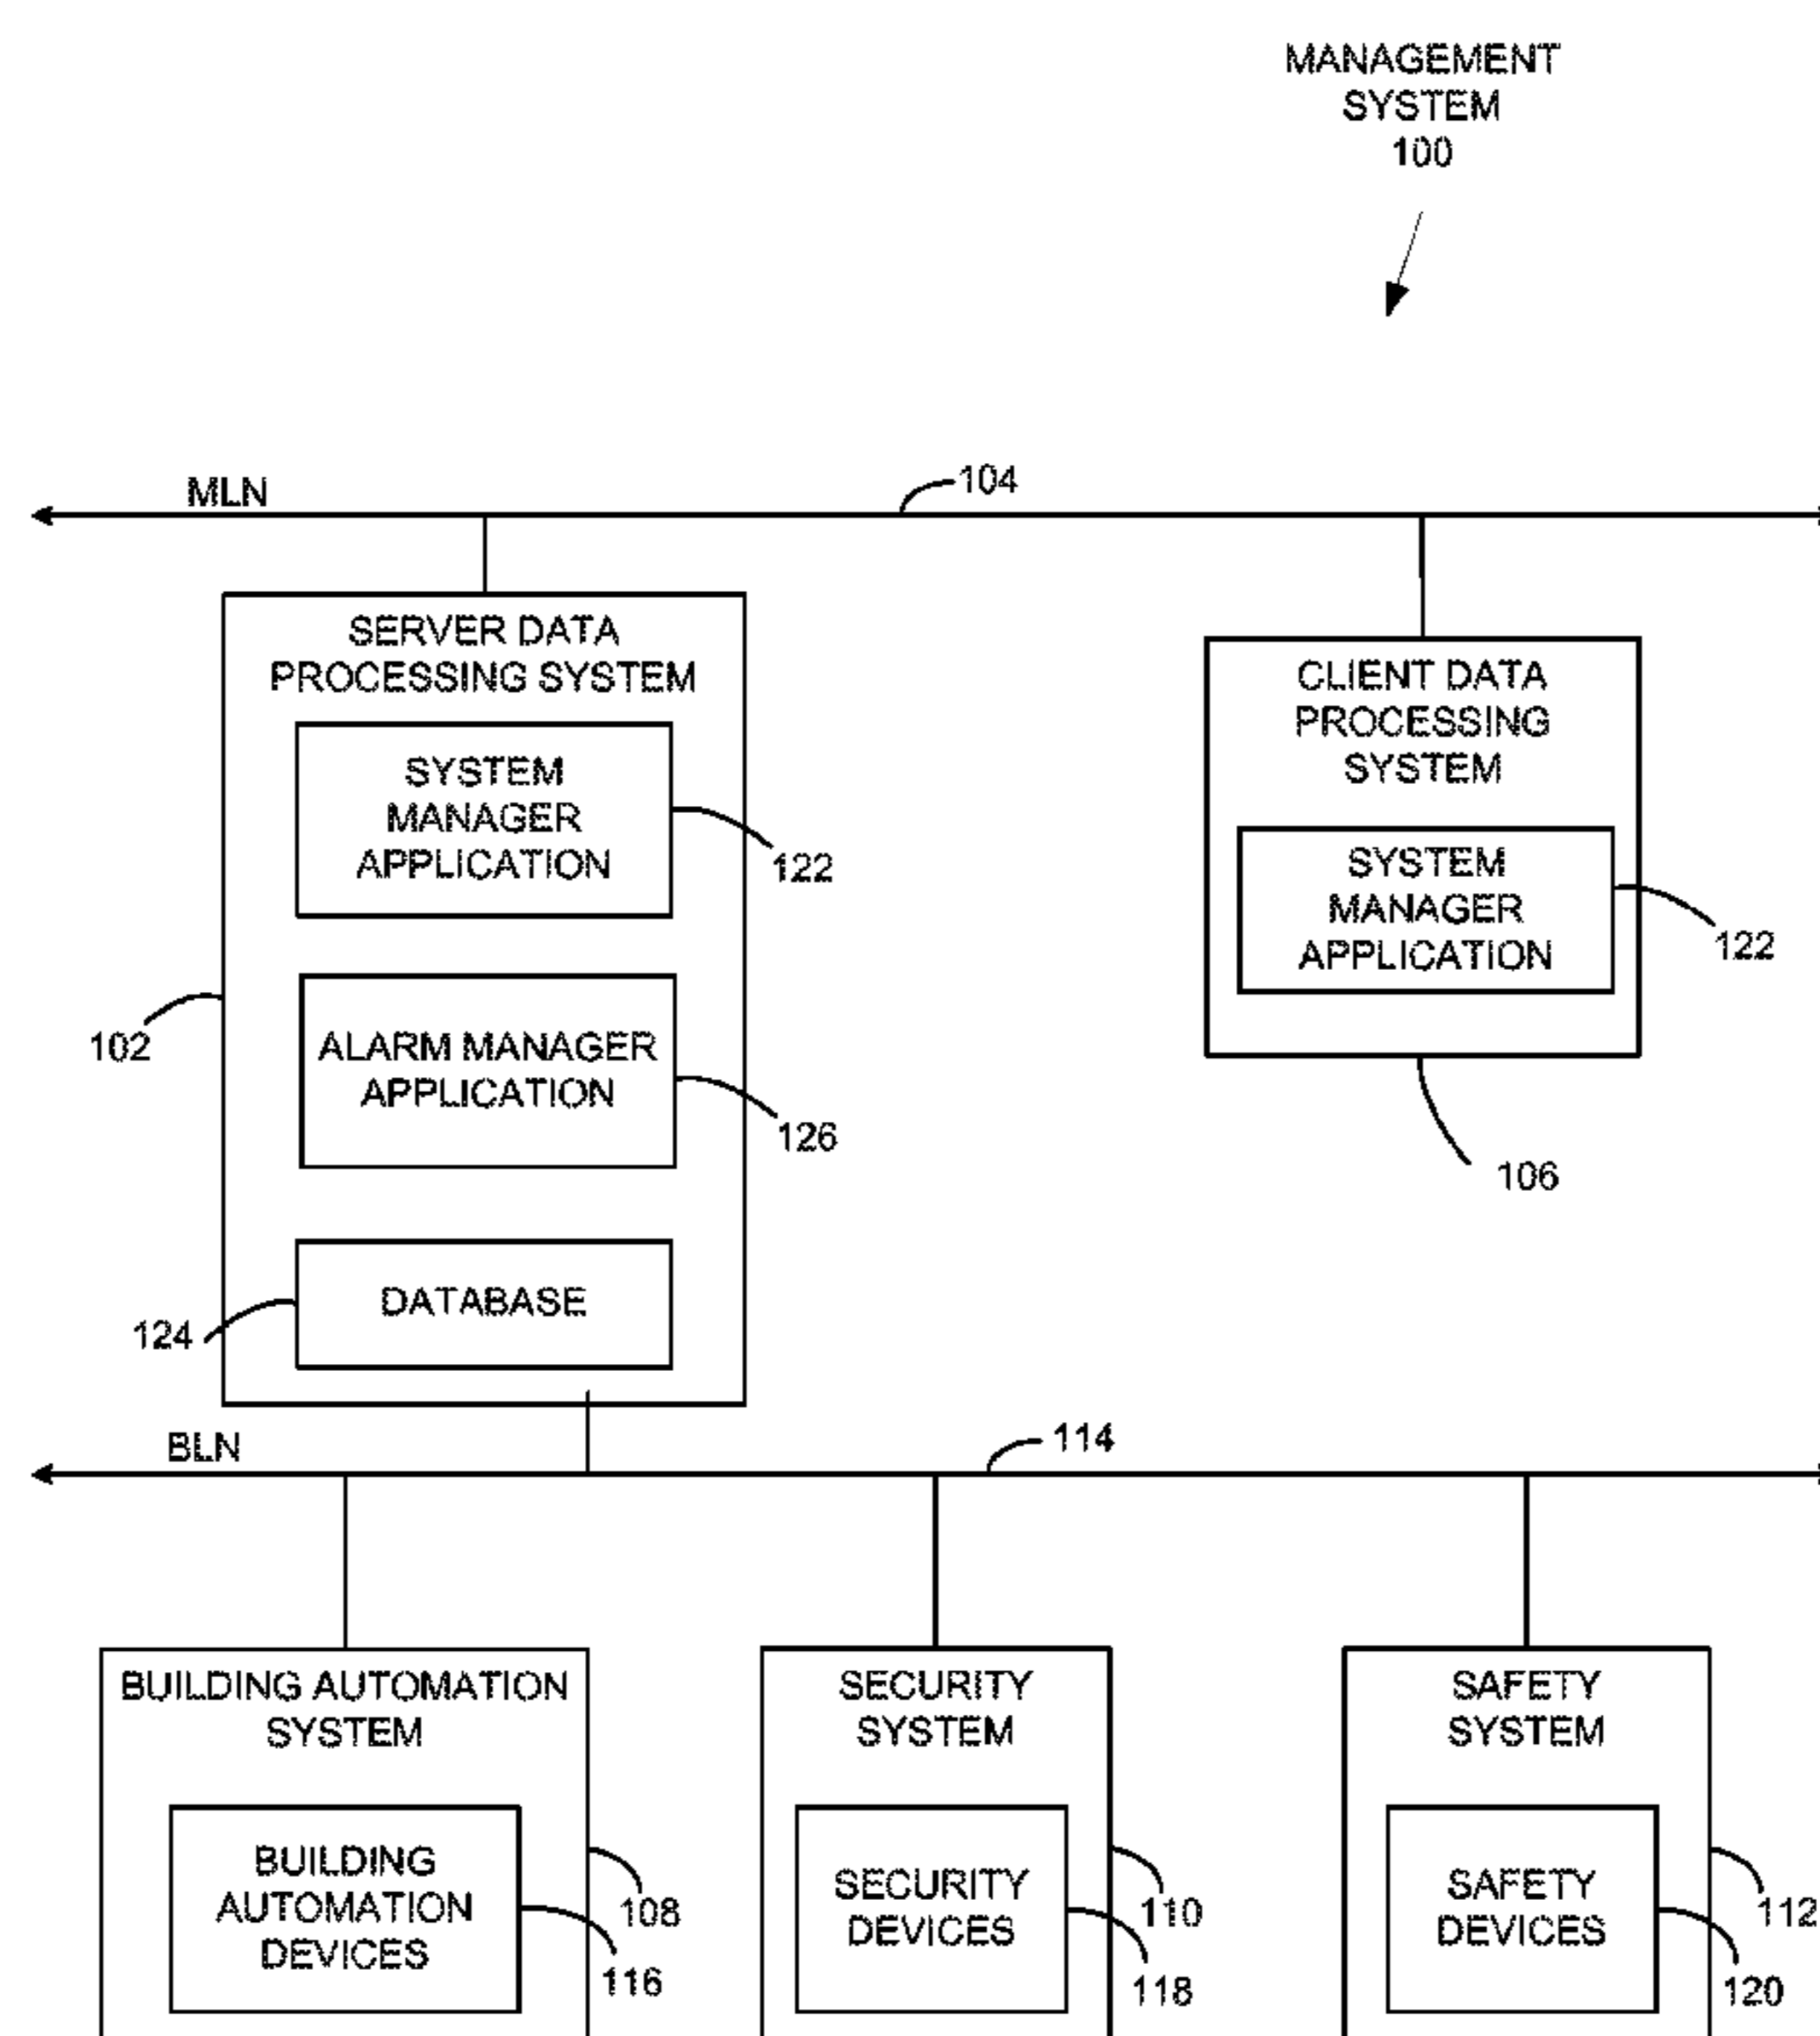 MANAGEMENT
SYSTEM
100
MLN
104
SERVER DATA
PROCESSING SYSTEM
SYSTEM
MANAGER
APPLICATION
122
CLIENT DATA
PROCESSING
SYSTEM
SYSTEM
MANAGER
APPLICATION
122
102
ALARM MANAGER
APPLICATION
126
106
DATABASE
124
BLN
114
BUILDING AUTOMATION
SYSTEM
BUILDING
AUTOMATION
DEVICES
108
116
SECURITY
SYSTEM
SECURITY
DEVICES
110
118
SAFETY
SYSTEM
SAFETY
DEVICES
112
120